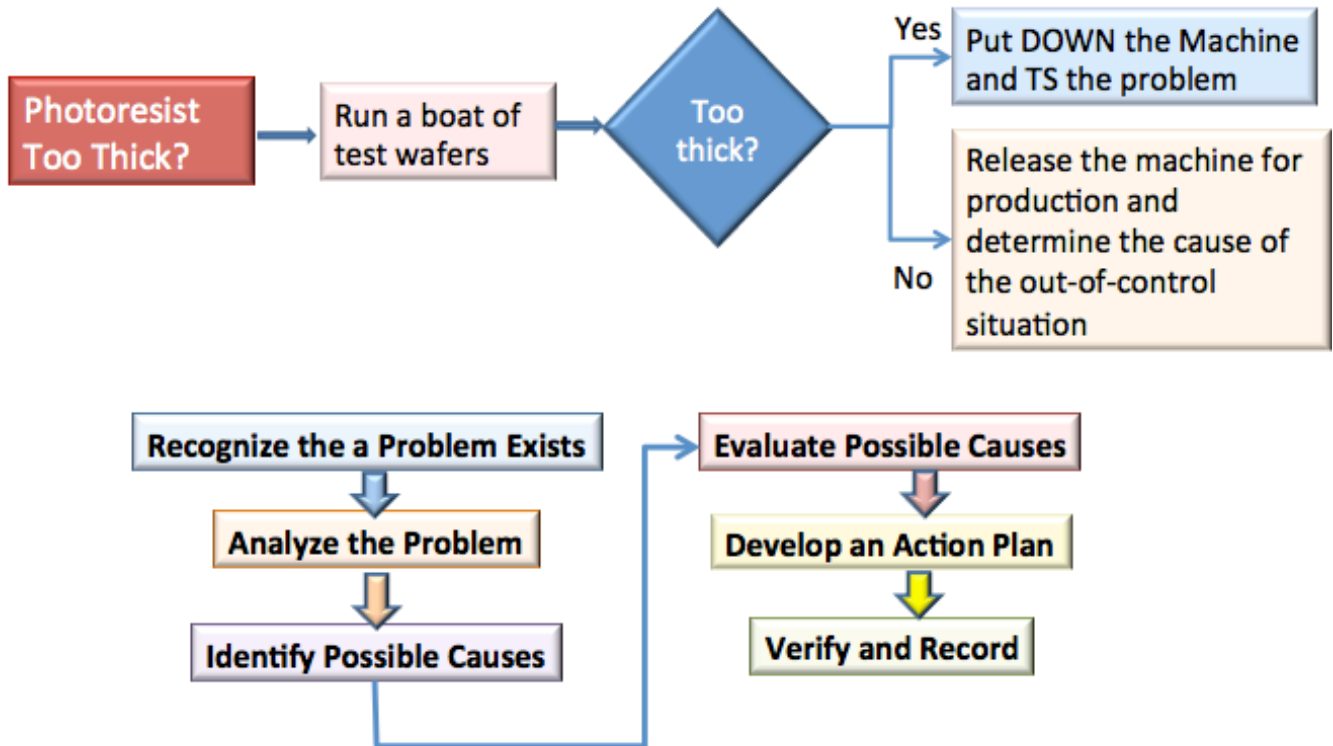 Photoresist
Too Thick?
Run a boat of
test wafers
Too
thick?
Yes
Put DOWN the Machine
and TS the problem
No
Release the machine for
production and
determine the cause of
the out-of-control
situation
Recognize the a Problem Exists
Analyze the Problem
Identify Possible Causes
Evaluate Possible Causes
Develop an Action Plan
Verify and Record